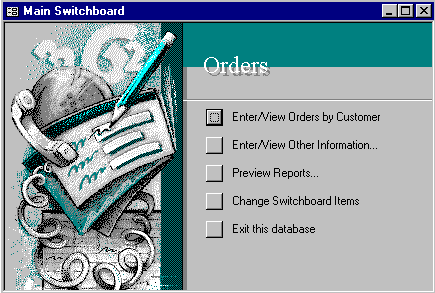 Main Switchboard
Orders
Enter/View Orders by Customer
Enter/View Other Information...
Preview Reports...
Change Switchboard Items
Exit this database